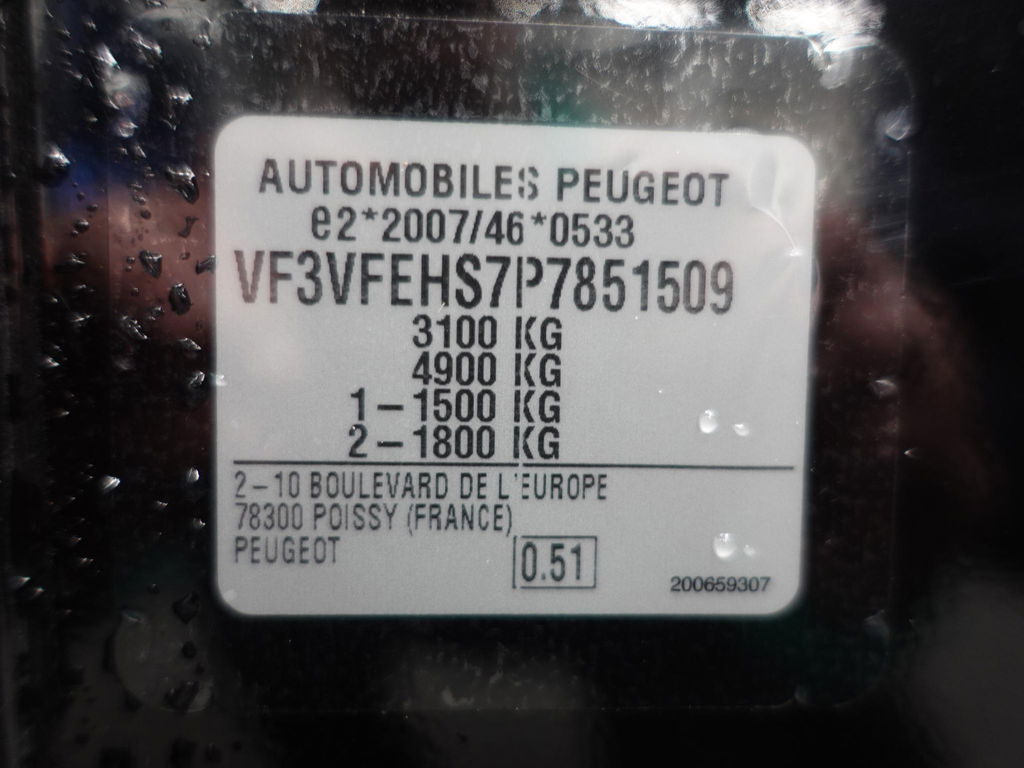 AUTOMOBILES PEUGEOT
e2*2007/46*0533
VF3VFEHS7P7851509
3100 KG
4900 KG
1-1500 KG
2-1800 KG
2-10 BOULEVARD DE L'EUROPE
78300 POISSY (FRANCE)
PEUGEOT
0.51
200659307